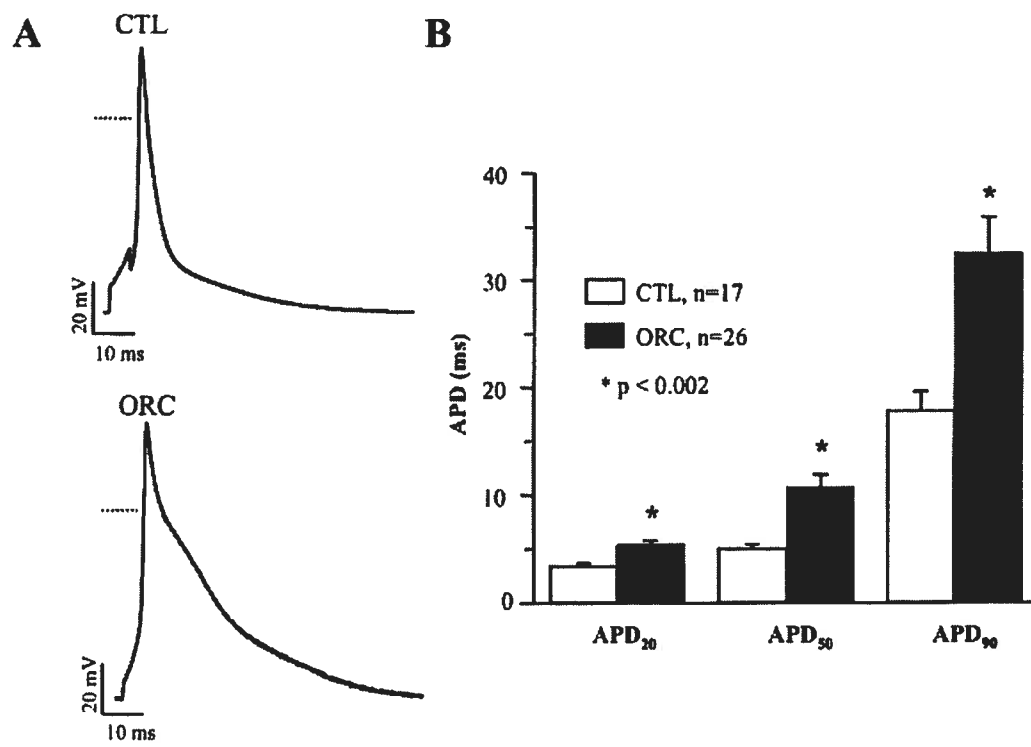 A
CTL
20 mV
10 ms
ORC
20 mV
10 ms
B
APD (ms)
40
30
20
10
0
CTL, n=17
ORC, n=26
* p < 0.002
*
*
*
APD20
APD50
APD90